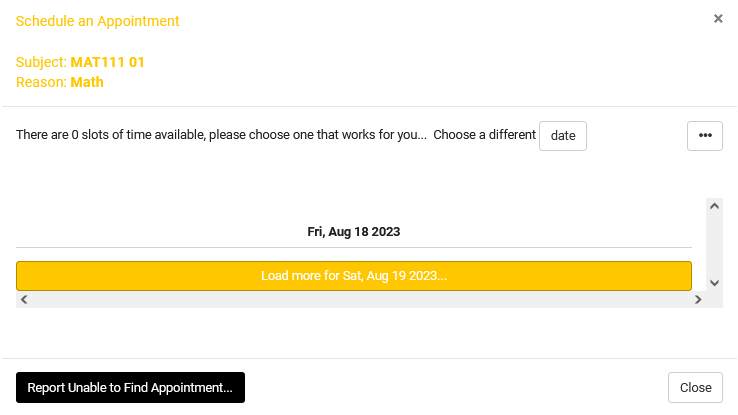 Schedule an Appointment
Subject: MAT111 01
Reason: Math
There are 0 slots of time available, please choose one that works for you... Choose a different date
Fri, Aug 18 2023
Load more for Sat, Aug 19 2023...
Report Unable to Find Appointment... Close